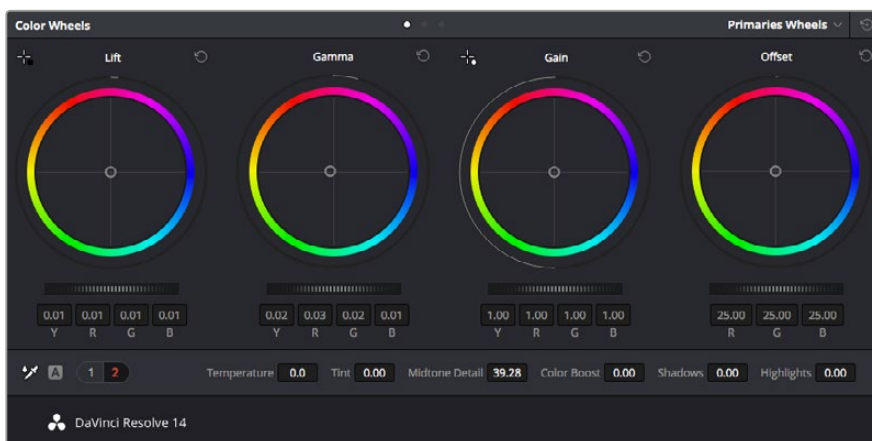 Color Wheels Primaries Wheels
Lift Gamma Gain Offset
0.01 0.01 0.01 0.01 0.02 0.03 0.02 0.01 1.00 1.00 1.00 1.00 25.00 25.00 25.00
Y R G B Y R G B Y R G B R G B
A 1 2 Temperature 0.0 Tint 0.00 Midtone Detail 39.28 Color Boost 0.00 Shadows 0.00 Highlights 0.00
DaVinci Resolve 14